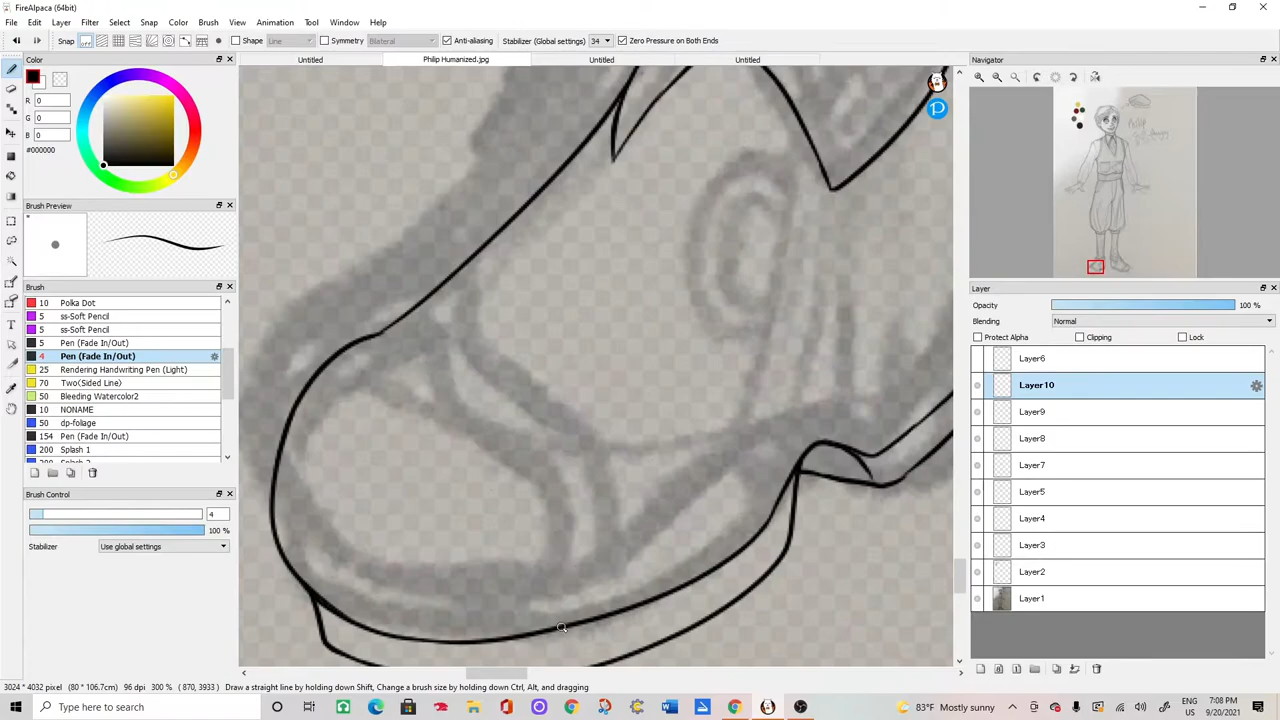 FireAlpaca (64bit)
File Edit Layer Filter Select Snap Color Brush View Animation Tool Window Help
Snap OFF Shape Line Symmetry Bilateral Anti-aliasing Stabilizer (Global settings) 34 Zero Pressure on Both Ends
Color
Untitled Philip Humanized.jpg Untitled Untitled
Navigator
R 0
G 0
B 0
#000000
Brush Preview
Brush
10 Polka Dot
5 ss-Soft Pencil
5 ss-Soft Pencil
5 Pen (Fade In/Out)
4 Pen (Fade In/Out)
25 Rendering Handwriting Pen (Light)
70 Two(Sided Line)
50 Bleeding Watercolor2
10 NONAME
50 dp-foliage
154 Pen (Fade In/Out)
200 Splash 1
Brush Control
4
100 %
Stabilizer Use global settings
Layer
Opacity 100 %
Blending Normal
Protect Alpha Clipping Lock
Layer6
Layer10
Layer9
Layer8
Layer7
Layer5
Layer4
Layer3
Layer2
Layer1
3024 * 4032 pixel (80 * 106.7cm) 96 dpi 300 % ( 870, 3933 ) Draw a straight line by holding down Shift, Change a brush size by holding down Ctrl, Alt, and dragging
Type here to search
83°F Mostly sunny
ENG
US
7:08 PM
9/20/2021